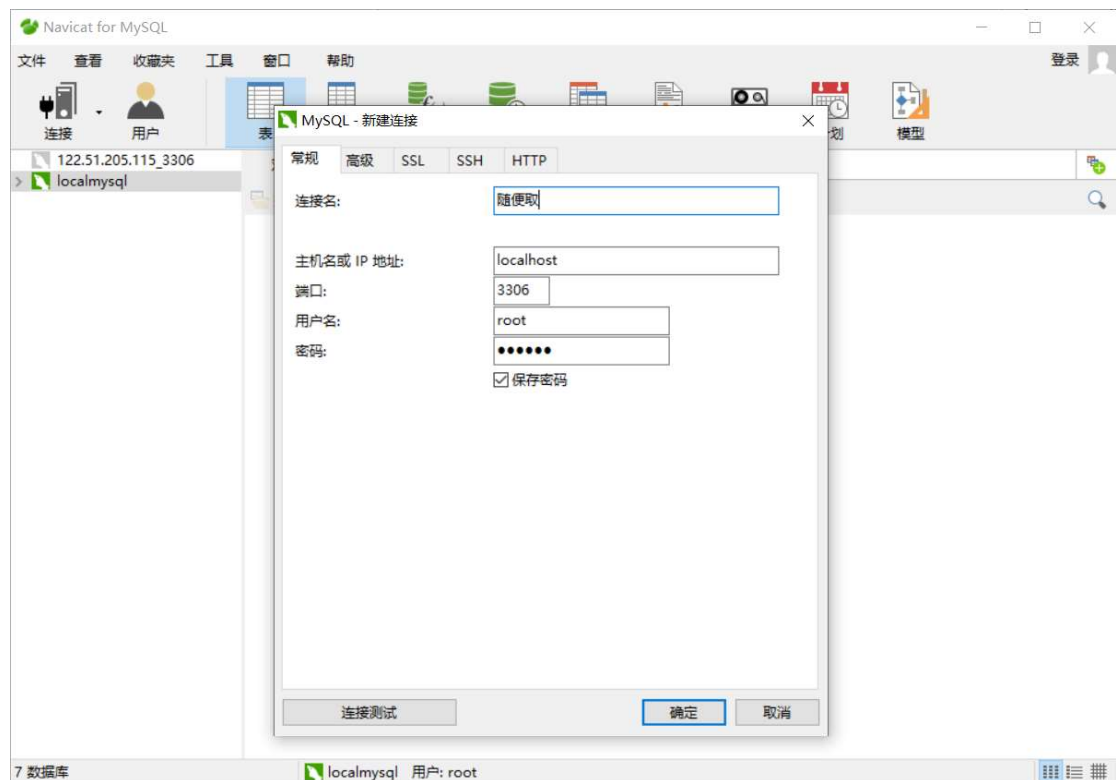 Navicat for MySQL
文件 查看 收藏夹 工具 窗口 帮助 登录
连接 用户 表 划 模型
122.51.205.115_3306
localmysql
MySQL - 新建连接
常规 高级 SSL SSH HTTP
连接名: 随便取
主机名或 IP 地址: localhost
端口: 3306
用户名: root
密码: ●●●●●●
保存密码
连接测试 确定 取消
7 数据库 localmysql 用户: root